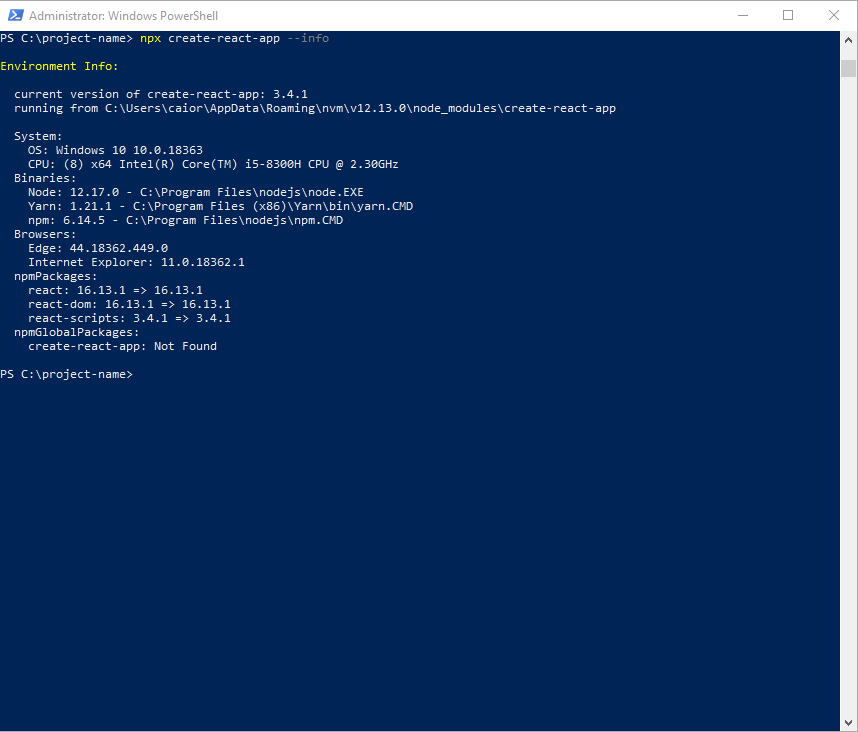 Administrator: Windows PowerShell
PS C:\project-name> npx create-react-app --info
Environment Info:
current version of create-react-app: 3.4.1
running from C:\Users\caior\AppData\Roaming\nvm\v12.13.0\node_modules\create-react-app
System:
OS: Windows 10 10.0.18363
CPU: (8) x64 Intel(R) Core(TM) i5-8300H CPU @ 2.30GHz
Binaries:
Node: 12.17.0 - C:\Program Files\nodejs\node.EXE
Yarn: 1.21.1 - C:\Program Files (x86)\Yarn\bin\yarn.CMD
npm: 6.14.5 - C:\Program Files\nodejs\npm.CMD
Browsers:
Edge: 44.18362.449.0
Internet Explorer: 11.0.18362.1
npmPackages:
react: 16.13.1 => 16.13.1
react-dom: 16.13.1 => 16.13.1
react-scripts: 3.4.1 => 3.4.1
npmGlobalPackages:
create-react-app: Not Found
PS C:\project-name>